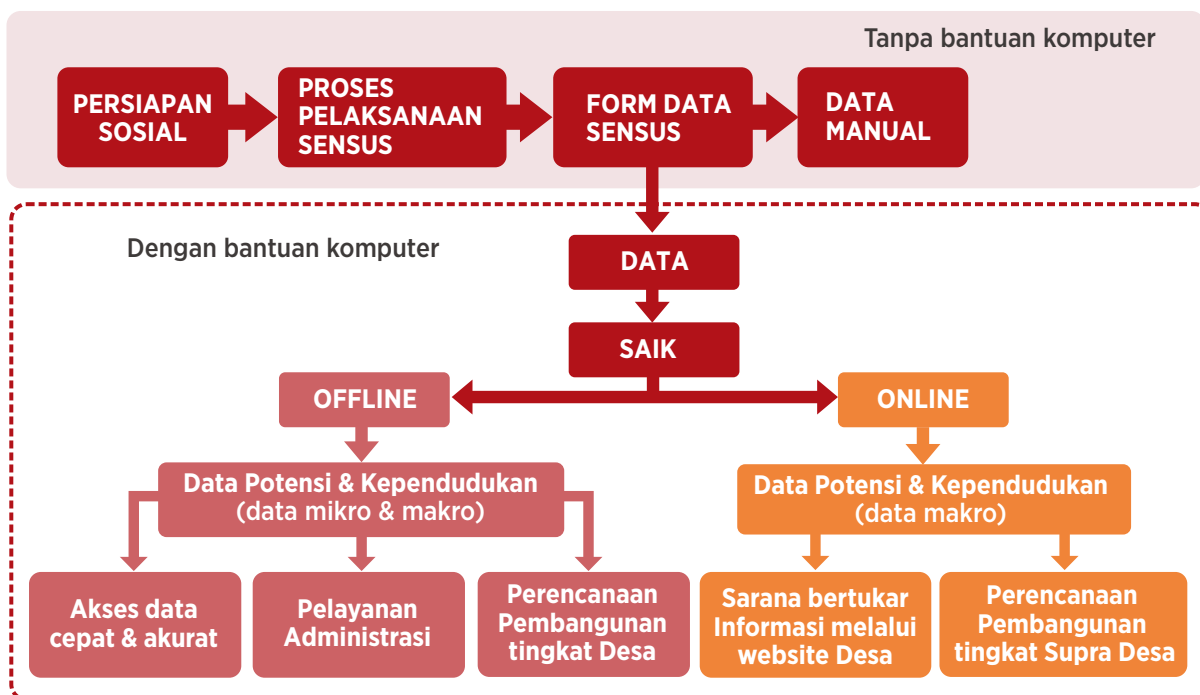 Tanpa bantuan komputer
PERSIAPAN
SOSIAL
PROSES
PELAKSANAAN
SENSUS
FORM DATA
SENSUS
DATA
MANUAL
Dengan bantuan komputer
DATA
SAIK
OFFLINE
ONLINE
Data Potensi & Kependudukan
(data mikro & makro)
Data Potensi & Kependudukan
(data makro)
Akses data
cepat & akurat
Pelayanan
Administrasi
Perencanaan
Pembangunan
tingkat Desa
Sarana bertukar
Informasi melalui
website Desa
Perencanaan
Pembangunan
tingkat Supra Desa